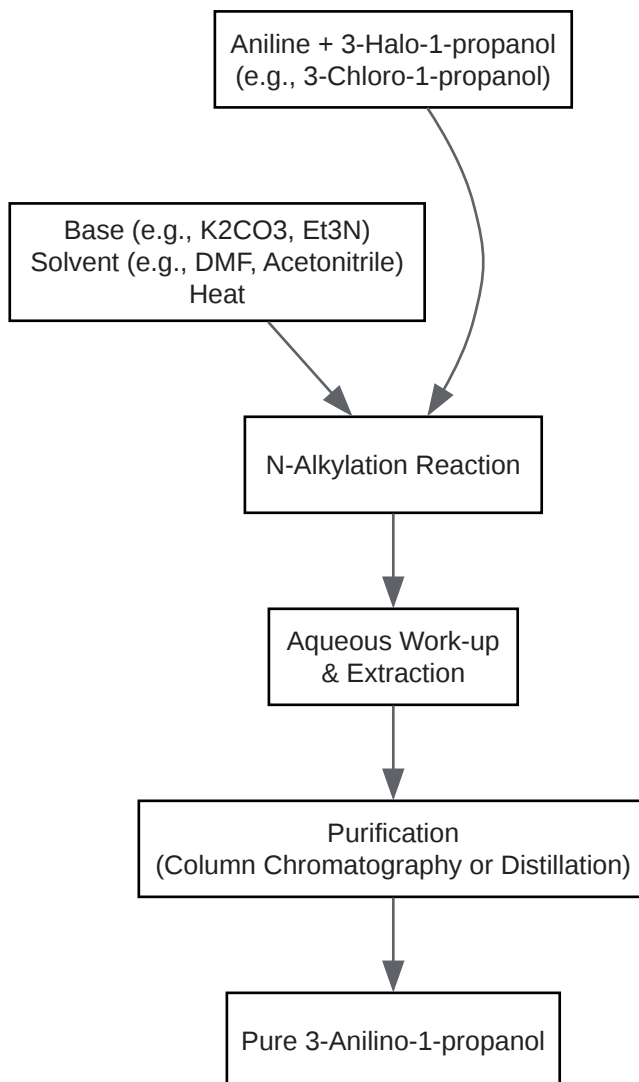 Aniline + 3-Halo-1-propanol
(e.g., 3-Chloro-1-propanol)
Base (e.g., K2CO3, Et3N)
Solvent (e.g., DMF, Acetonitrile)
Heat
N-Alkylation Reaction
Aqueous Work-up
& Extraction
Purification
(Column Chromatography or Distillation)
Pure 3-Anilino-1-propanol